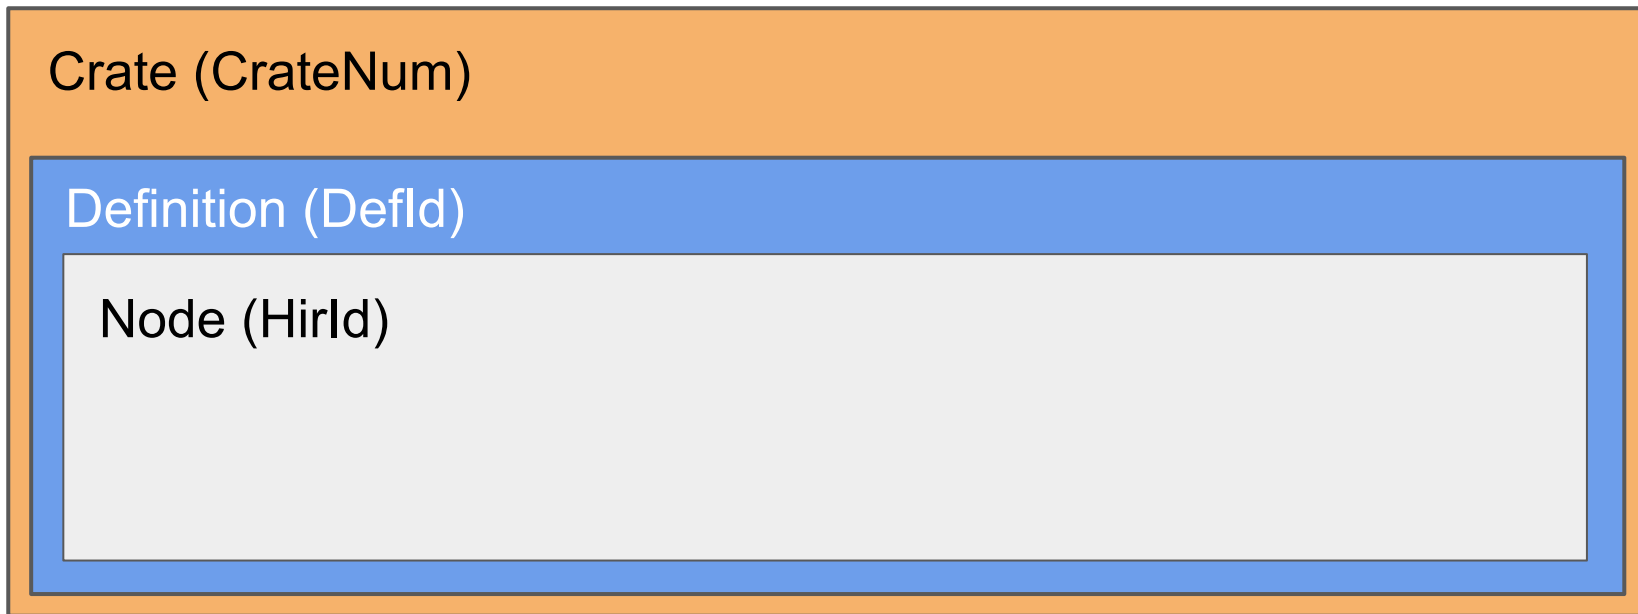 Crate (CrateNum)
Definition (DefId)
Node (HirId)